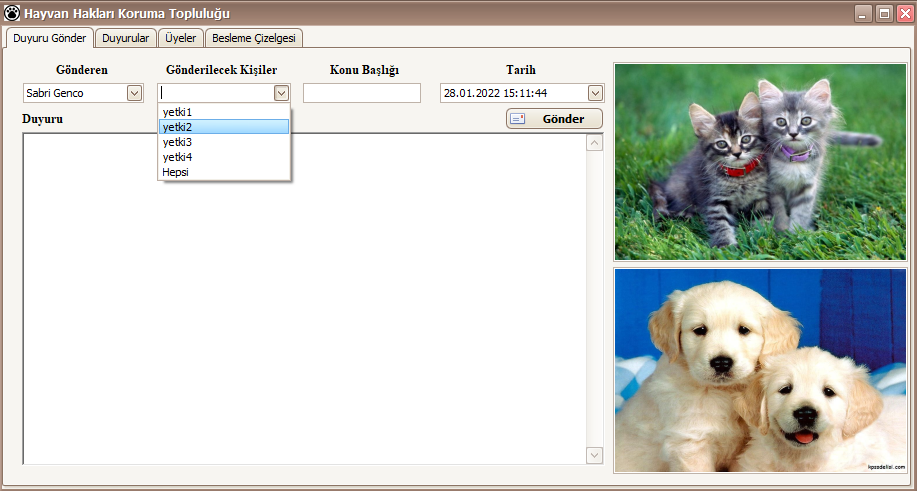 Hayvan Hakları Koruma Topluluğu
Duyuru Gönder Duyurular Üyeler Besleme Çizelgesi
Gönderen Gönderilecek Kişiler Konu Başlığı Tarih
Sabri Genco 28.01.2022 15:11:44
Duyuru Gönder
yetki1
yetki2
yetki3
yetki4
Hepsi
kpssdelisi.com